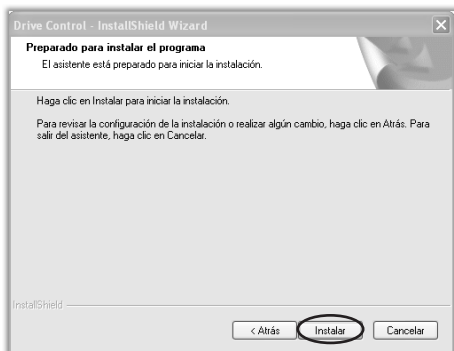 Drive Control - InstallShield Wizard
Preparado para instalar el programa
El asistente está preparado para iniciar la instalación.
Haga clic en Instalar para iniciar la instalación.
Para revisar la configuración de la instalación o realizar algún cambio, haga clic en Atrás. Para
salir del asistente, haga clic en Cancelar.
InstallShield
< Atrás Instalar Cancelar